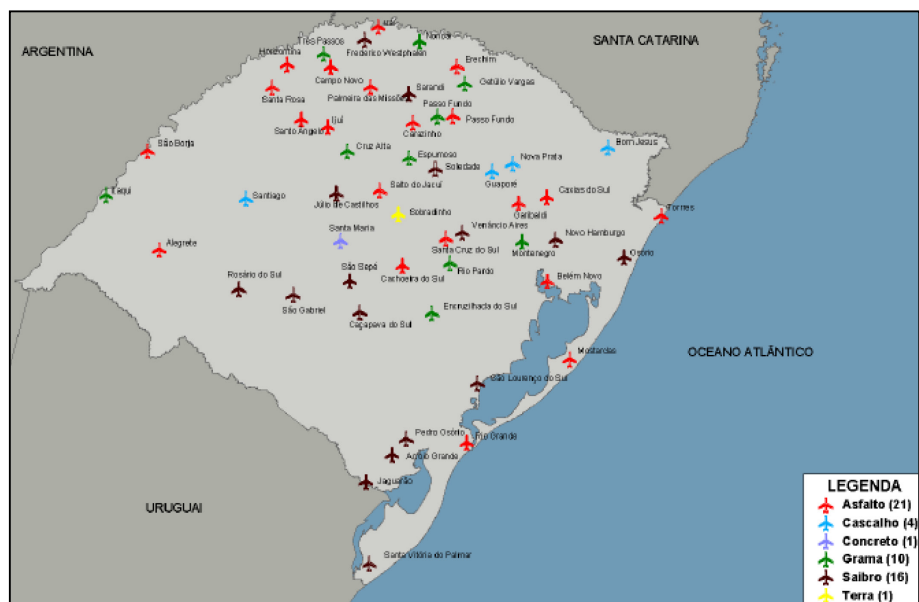 ARGENTINA
SANTA CATARINA
Iraí
Três Passos
Nonoai
Horizontina
Frederico Westphalen
Erechim
Campo Novo
Getúlio Vargas
Santa Rosa
Palmeira das Missões
Sarandi
Passo Fundo
Santo Angelo
Ijuí
Carazinho
Passo Fundo
São Borja
Cruz Alta
Espumoso
Bom Jesus
Soledade
Nova Prata
Guaporé
Itaqui
Santiago
Júlio de Castilhos
Salto do Jacuí
Caxias do Sul
Garibaldi
Sobradinho
Torres
Santa Maria
Venâncio Aires
Novo Hamburgo
Alegrete
Santa Cruz do Sul
Montenegro
Osório
Rosário do Sul
São Sepé
Cachoeira do Sul
Rio Pardo
Belém Novo
São Gabriel
Caçapava do Sul
Encruzilhada do Sul
OCEANO ATLÂNTICO
Mostardas
São Lourenço do Sul
Pedro Osório
Rio Grande
Arroio Grande
Jaguarão
URUGUAI
Santa Vitória do Palmar
LEGENDA
Asfalto (21)
Cascalho (4)
Concreto (1)
Grama (10)
Saibro (16)
Terra (1)